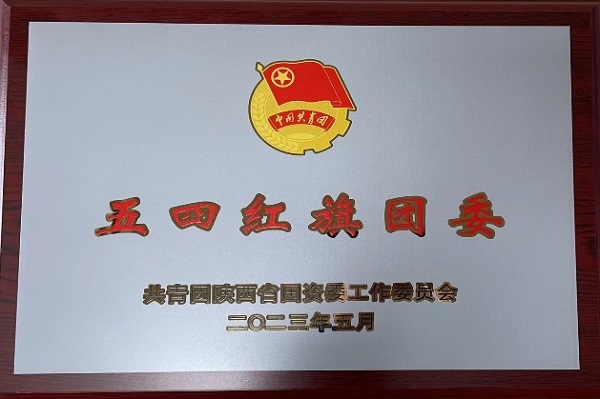 中国共青团
五四红旗团委
共青团陕西省国资委工作委员会
二〇二三年五月